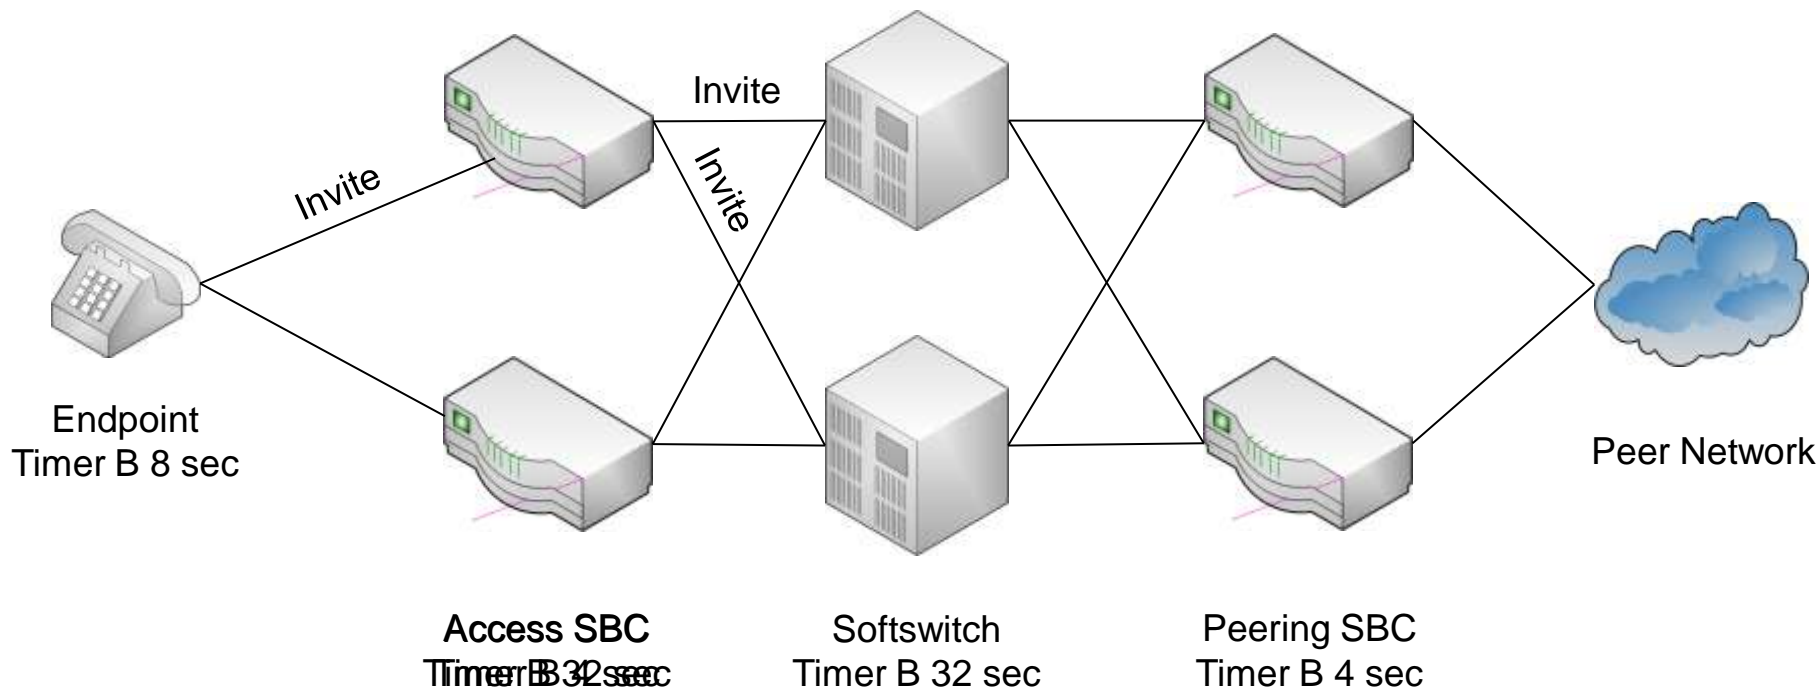 Invite
Invite
Invite
Endpoint
Timer B 8 sec
Peer Network
Access SBC
Timer B
Softswitch
Timer B 32 sec
Peering SBC
Timer B 4 sec